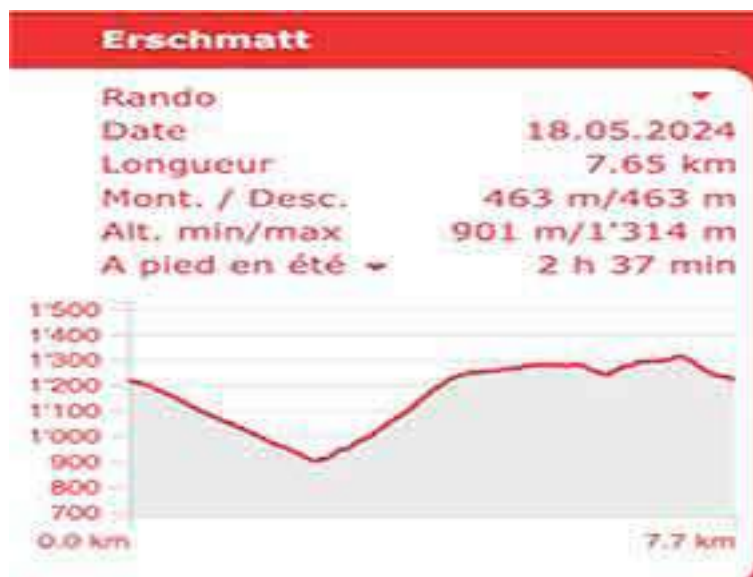 Erschmatt
Rando
Date 18.05.2024
Longueur 7.65 km
Mont. / Desc. 463 m/463 m
Alt. min/max 901 m/1'314 m
A pied en été 2 h 37 min
1'500
1'400
1'300
1'200
1'100
1'000
900
800
700
0.0 km 7.7 km